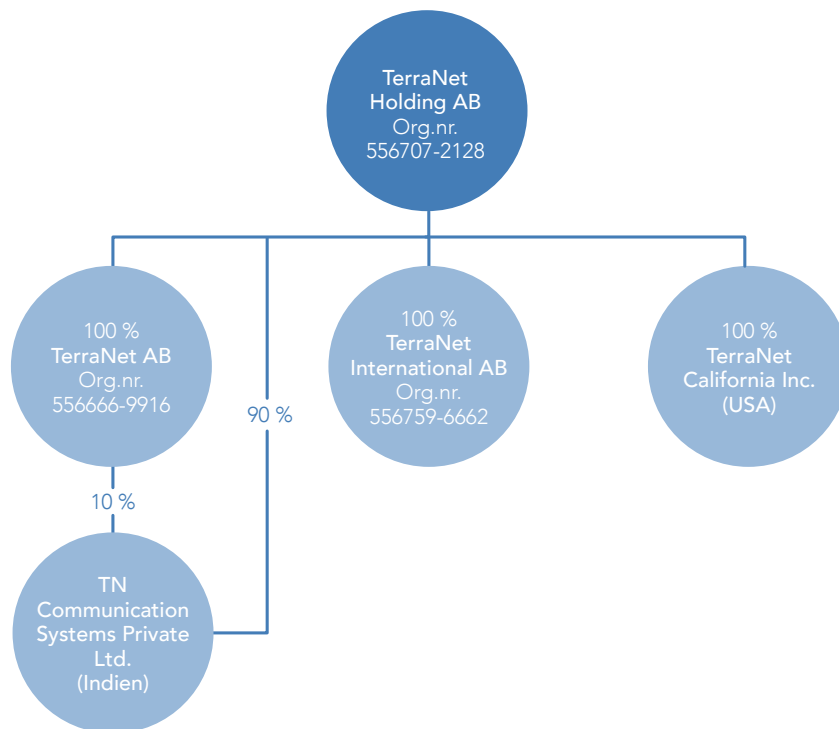 TerraNet
Holding AB
Org.nr.
556707-2128
100 %
TerraNet AB
Org.nr.
556666-9916
90 %
100 %
TerraNet
International AB
Org.nr.
556759-6662
100 %
TerraNet
California Inc.
(USA)
10 %
TN
Communication
Systems Private
Ltd.
(Indien)